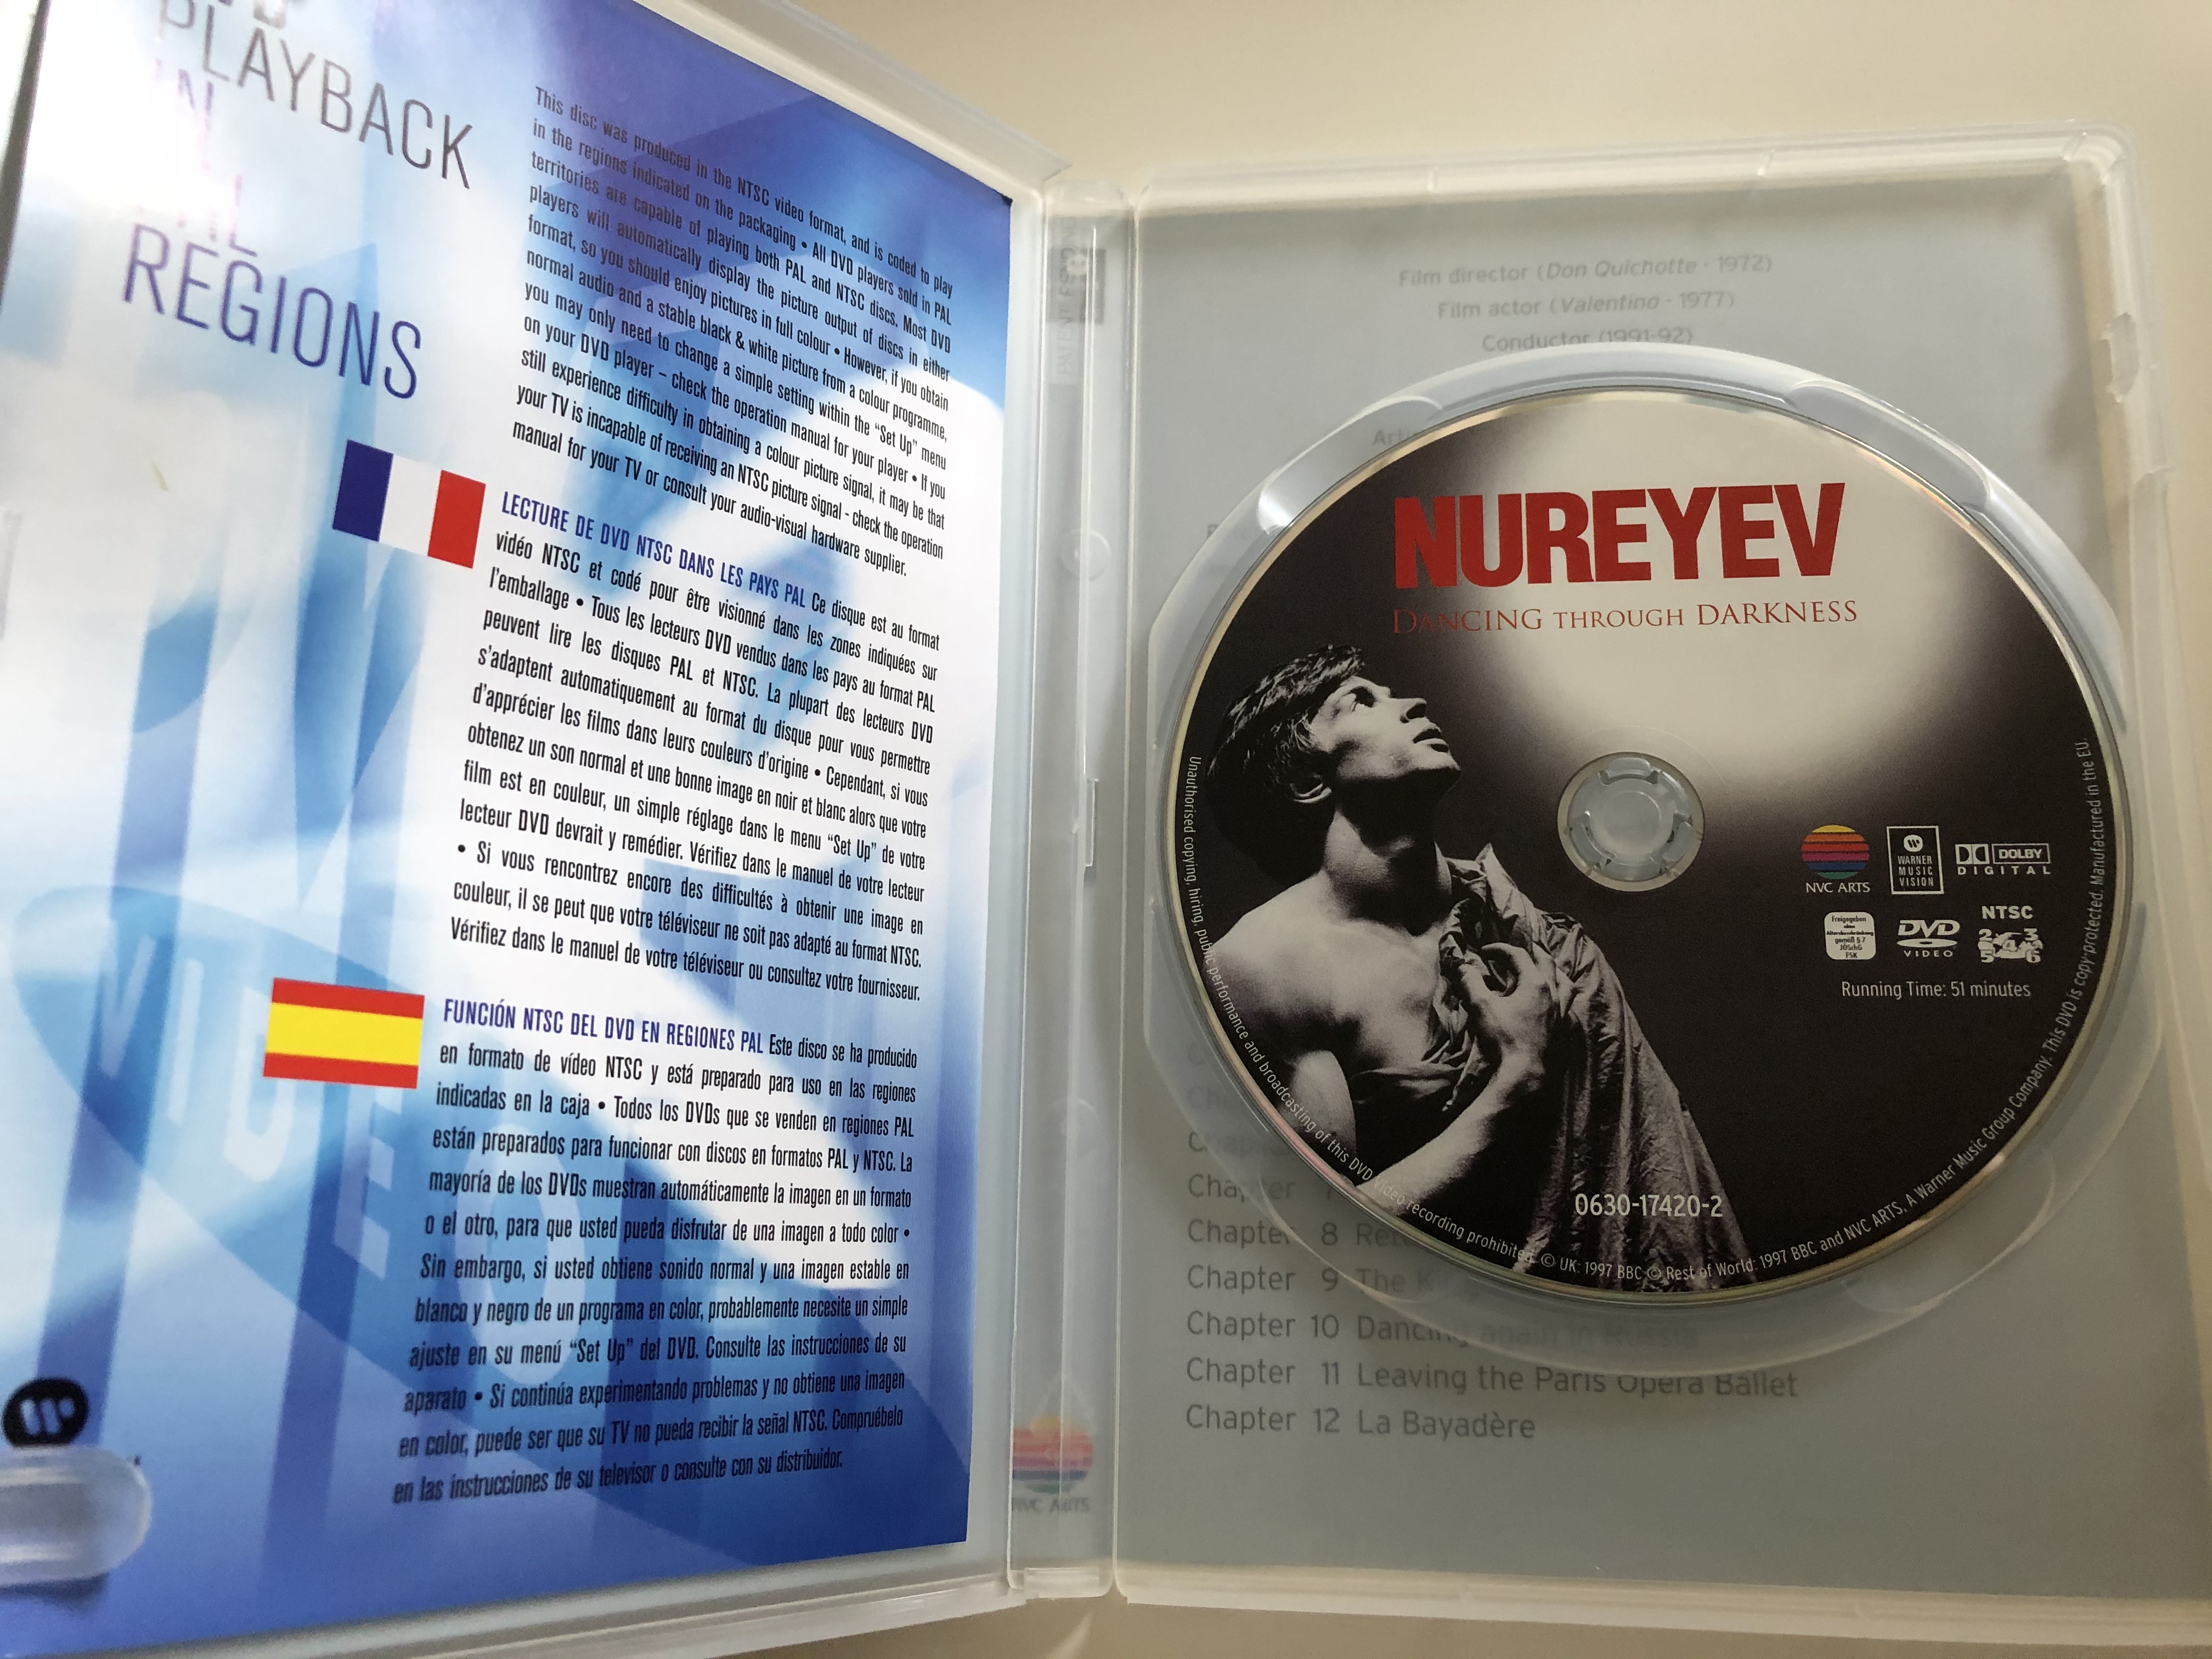 PLAYBACK
IN
PAL
REGIONS
This disc was produced in the NTSC video format, and is coded to play
in the regions indicated on the packaging • All DVD players sold in PAL
territories are capable of playing both PAL and NTSC discs. Most DVD
players will automatically display the picture output of discs in either
format, so you should enjoy pictures in full colour • However, if you obtain
normal audio and a stable black & white picture from a colour programme,
you may only need to change a simple setting within the “Set Up” menu
on your DVD player – check the operation manual for your player • If you
still experience difficulty in obtaining a colour picture signal, it may be that
your TV is incapable of receiving an NTSC picture signal - check the operation
manual for your TV or consult your audio-visual hardware supplier.
LECTURE DE DVD NTSC DANS LES PAYS PAL Ce disque est au format
vidéo NTSC et codé pour être visionné dans les zones indiquées sur
l'emballage • Tous les lecteurs DVD vendus dans les pays au format PAL
peuvent lire les disques PAL et NTSC. La plupart des lecteurs DVD
s'adaptent automatiquement au format du disque pour vous permettre
d'apprécier les films dans leurs couleurs d'origine • Cependant, si vous
obtenez un son normal et une bonne image en noir et blanc alors que votre
film est en couleur, un simple réglage dans le menu “Set Up” de votre
lecteur DVD devrait y remédier. Vérifiez dans le manuel de votre lecteur
• Si vous rencontrez encore des difficultés à obtenir une image en
couleur, il se peut que votre téléviseur ne soit pas adapté au format NTSC.
Vérifiez dans le manuel de votre téléviseur ou consultez votre fournisseur.
FUNCIÓN NTSC DEL DVD EN REGIONES PAL Este disco se ha producido
en formato de vídeo NTSC y está preparado para uso en las regiones
indicadas en la caja • Todos los DVDs que se venden en regiones PAL
están preparados para funcionar con discos en formatos PAL y NTSC. La
mayoría de los DVDs muestran automáticamente la imagen en un formato
o el otro, para que usted pueda disfrutar de una imagen a todo color •
Sin embargo, si usted obtiene sonido normal y una imagen estable en
blanco y negro de un programa en color, probablemente necesite un simple
ajuste en su menú “Set Up” del DVD. Consulte las instrucciones de su
aparato • Si continúa experimentando problemas y no obtiene una imagen
en color, puede ser que su TV no pueda recibir la señal NTSC. Compruébelo
en las instrucciones de su televisor o consulte con su distribuidor.
VIDEO
NVC ARTS
Film director (Don Quichotte - 1972)
Film actor (Valentino - 1977)
Conductor (1991-92)
NUREYEV
DANCING THROUGH DARKNESS
NVC ARTS
WARNER
MUSIC
VISION
DOLBY
DIGITAL
Freigegeben
ohne
Altersbeschränkung
gemäß § 7
JÖSchG
FSK
DVD
VIDEO
NTSC
2 3
5 4 6
Running Time: 51 minutes
0630-17420-2
Unauthorised copying, hiring, public performance and broadcasting of this DVD video recording prohibited. © UK: 1997 BBC © Rest of World: 1997 BBC and NVC ARTS. A Warner Music Group Company. This DVD is copy protected. Manufactured in the EU.
Chapter
Chapter 8
Chapter 9 The
Chapter 10 Dancing again in Russia
Chapter 11 Leaving the Paris Opera Ballet
Chapter 12 La Bayadère